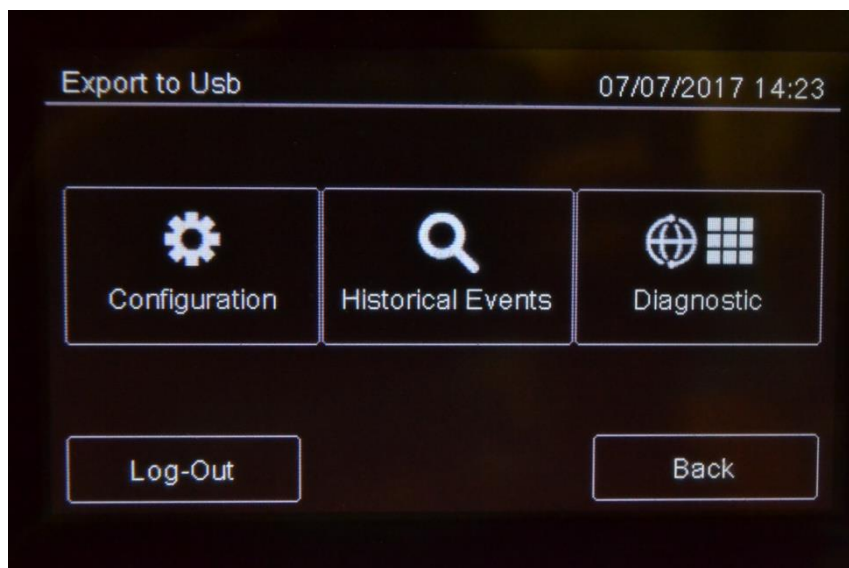 Export to Usb 07/07/2017 14:23
Configuration Historical Events Diagnostic
Log-Out Back